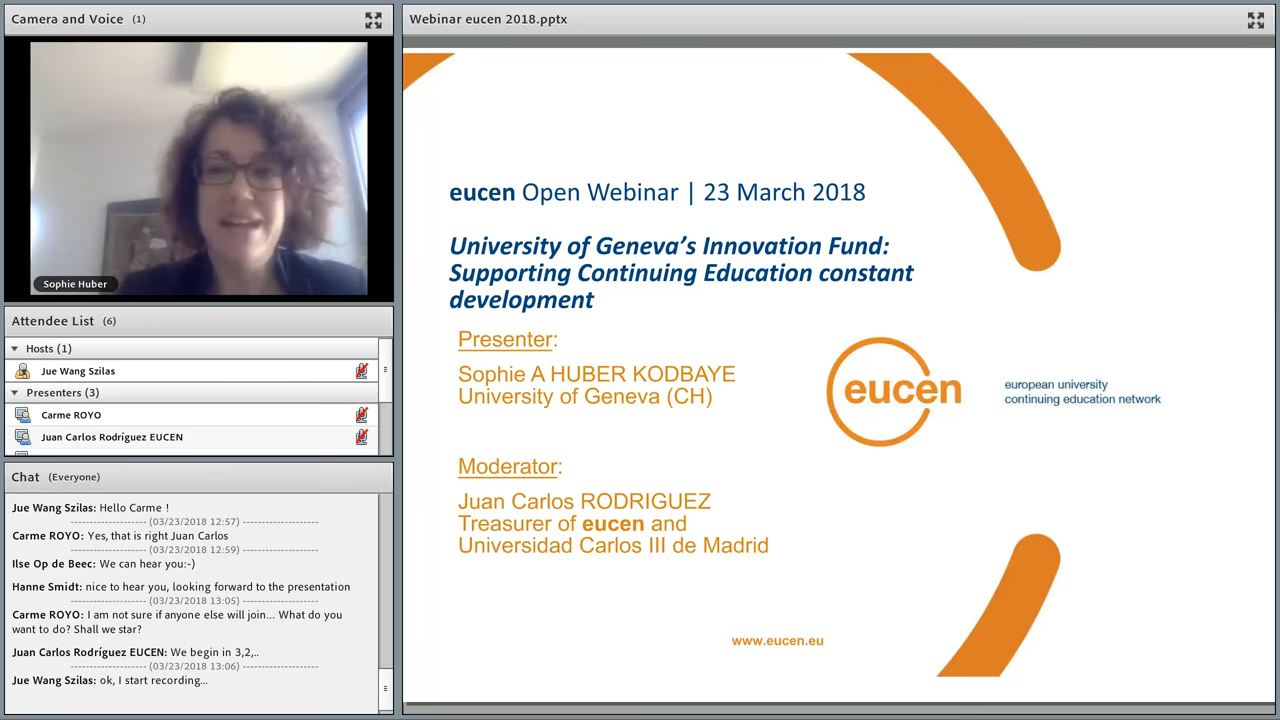 Camera and Voice (1)
Sophie Huber
Attendee List (6)
Hosts (1)
Jue Wang Szilas
Presenters (3)
Carme ROYO
Juan Carlos Rodríguez EUCEN
Chat (Everyone)
Jue Wang Szilas: Hello Carme !
------------------- (03/23/2018 12:57) -------------------
Carme ROYO: Yes, that is right Juan Carlos
------------------- (03/23/2018 12:59) -------------------
Ilse Op de Beec: We can hear you:-)
Hanne Smidt: nice to hear you, looking forward to the presentation
------------------- (03/23/2018 13:05) -------------------
Carme ROYO: I am not sure if anyone else will join... What do you
want to do? Shall we star?
Juan Carlos Rodríguez EUCEN: We begin in 3,2,..
------------------- (03/23/2018 13:06) -------------------
Jue Wang Szilas: ok, I start recording...
Webinar eucen 2018.pptx
eucen Open Webinar | 23 March 2018
University of Geneva’s Innovation Fund:
Supporting Continuing Education constant
development
Presenter:
Sophie A HUBER KODBAYE
University of Geneva (CH)
Moderator:
Juan Carlos RODRIGUEZ
Treasurer of eucen and
Universidad Carlos III de Madrid
eucen
european university
continuing education network
www.eucen.eu